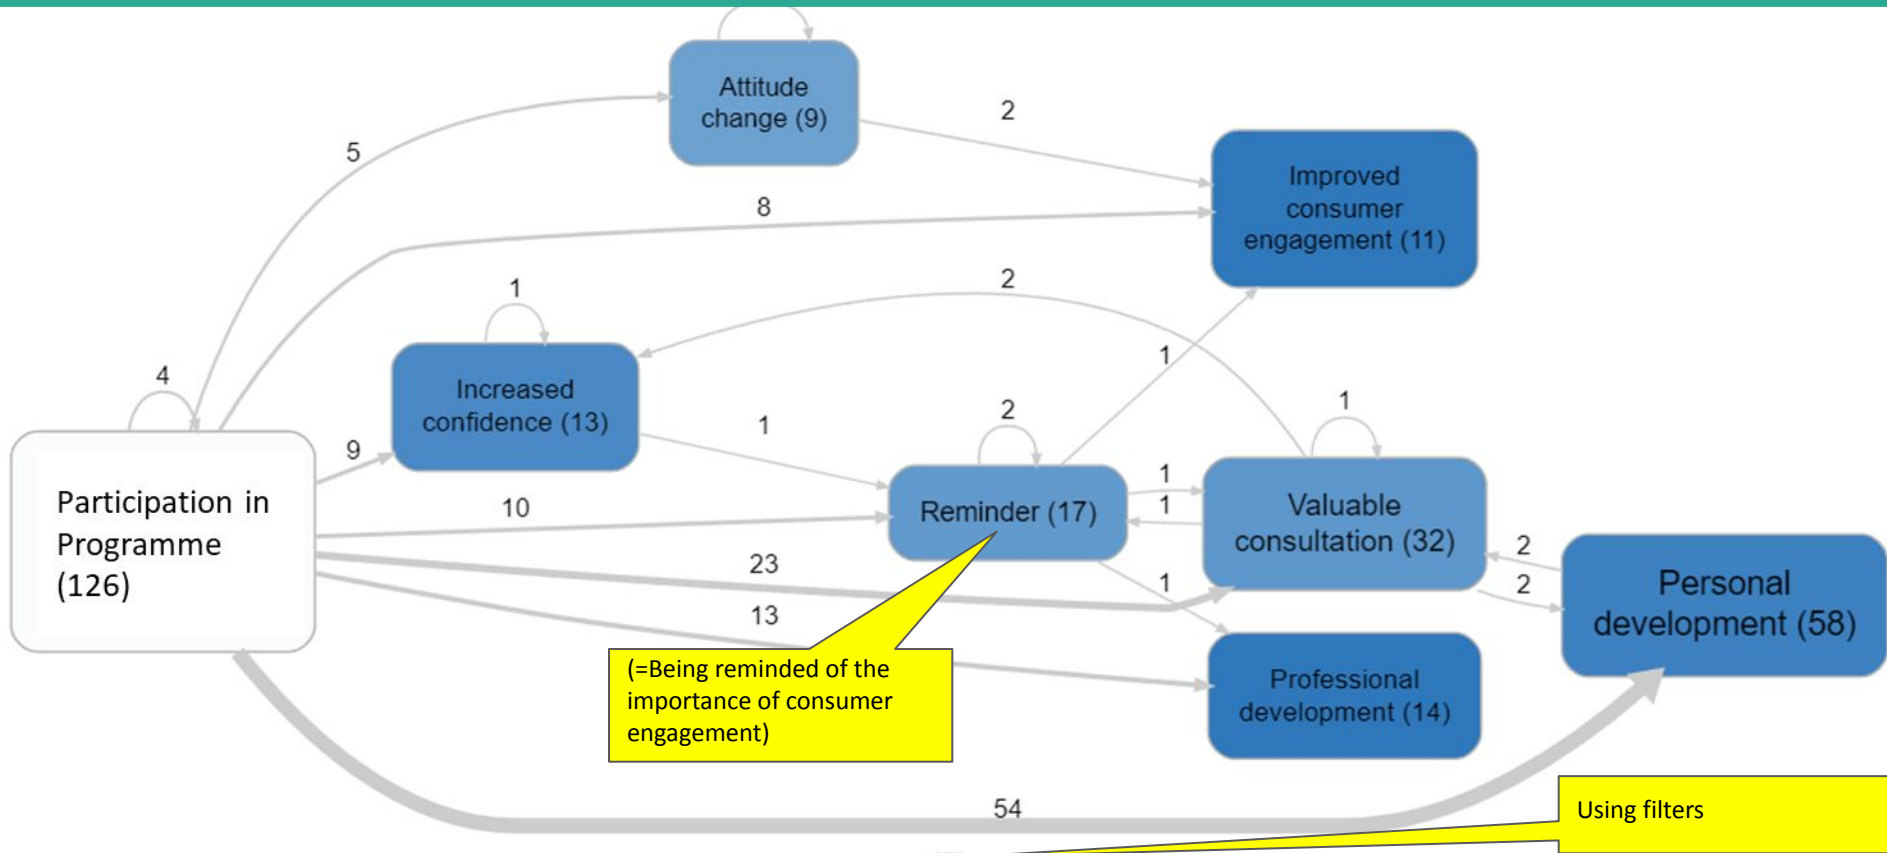 Attitude
change (9)
2
5
Improved
consumer
engagement (11)
8
1
2
4
Increased
confidence (13)
1
1
2
1
9
Participation in
Programme
(126)
10
Reminder (17)
1
1
Valuable
consultation (32)
2
2
23
1
13
Personal
development (58)
(=Being reminded of the
importance of consumer
engagement)
Professional
development (14)
54
Using filters